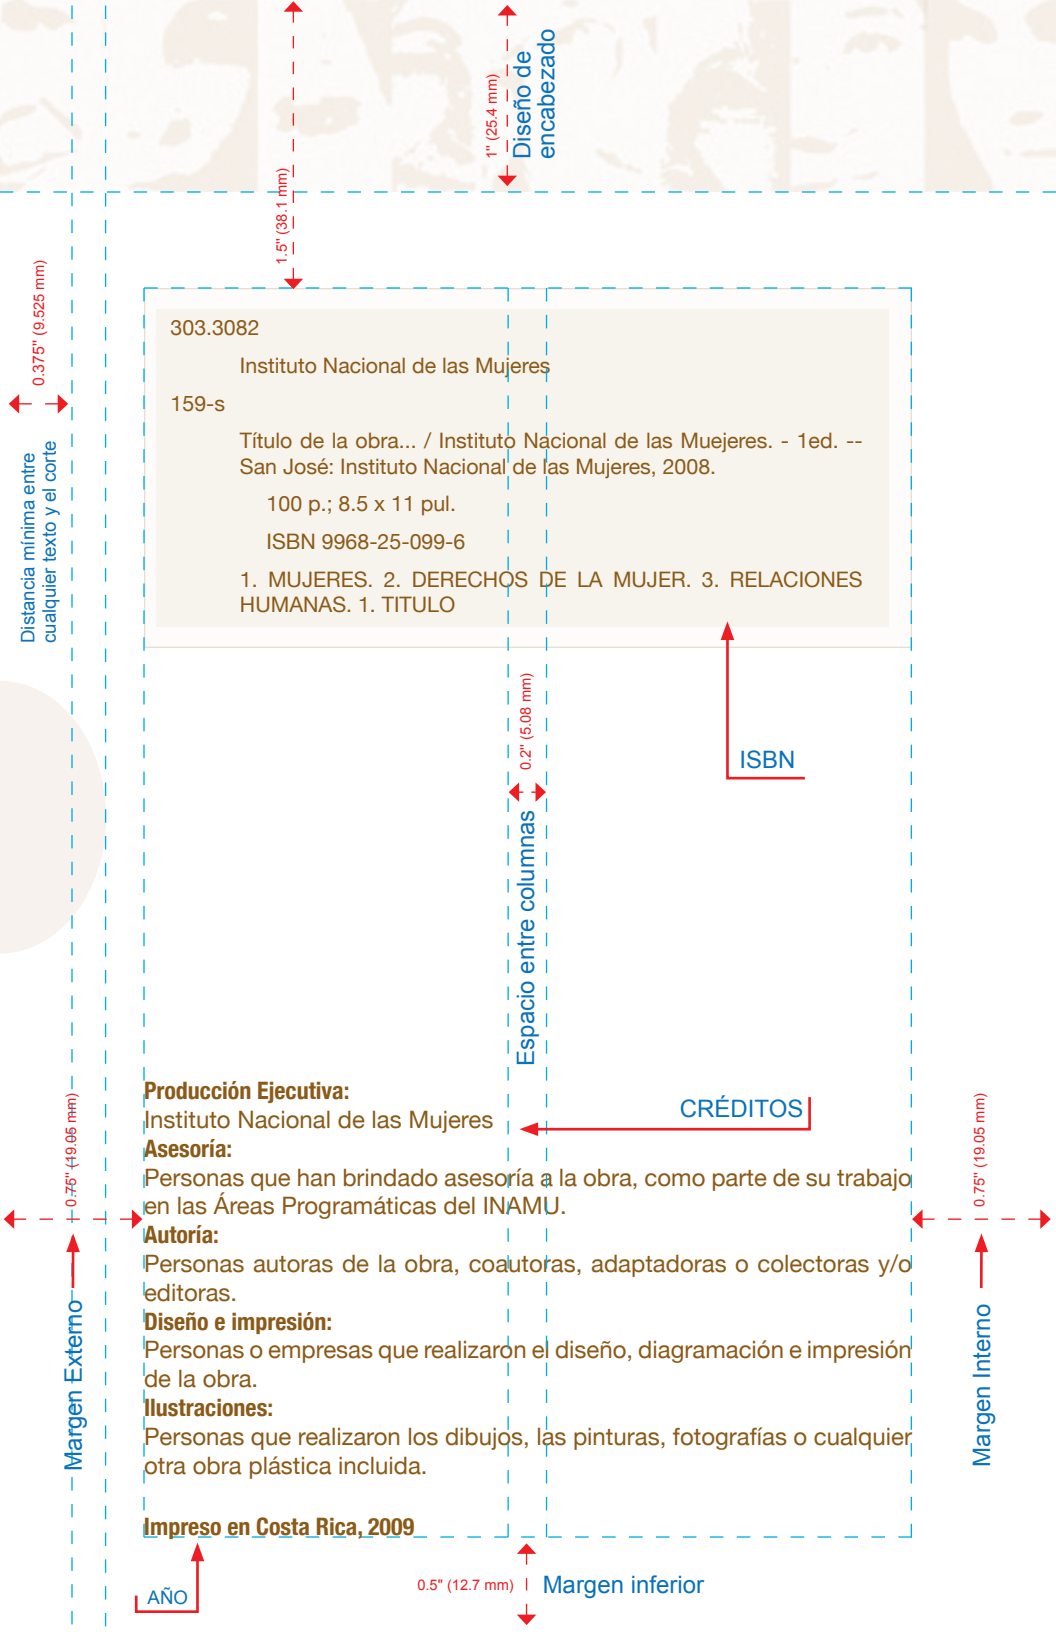 1" (25.4 mm)
Diseño de
encabezado
1.5" (38.1 mm)
0.375" (9.525 mm)
Distancia mínima entre
cualquier texto y el corte
303.3082
Instituto Nacional de las Mujeres
159-s
Título de la obra... / Instituto Nacional de las Muejeres. - 1ed. --
San José: Instituto Nacional de las Mujeres, 2008.
100 p.; 8.5 x 11 pul.
ISBN 9968-25-099-6
1. MUJERES. 2. DERECHOS DE LA MUJER. 3. RELACIONES
HUMANAS. 1. TITULO
ISBN
0.2" (5.08 mm)
Espacio entre columnas
CRÉDITOS
Producción Ejecutiva:
Instituto Nacional de las Mujeres
Asesoría:
Personas que han brindado asesoría a la obra, como parte de su trabajo
en las Áreas Programáticas del INAMU.
Autoría:
Personas autoras de la obra, coautoras, adaptadoras o colectoras y/o
editoras.
Diseño e impresión:
Personas o empresas que realizaron el diseño, diagramación e impresión
de la obra.
Ilustraciones:
Personas que realizaron los dibujos, las pinturas, fotografías o cualquier
otra obra plástica incluida.
Impreso en Costa Rica, 2009
0.75" (19.05 mm)
Margen Externo
0.75" (19.05 mm)
Margen Interno
AÑO
0.5" (12.7 mm)
Margen inferior